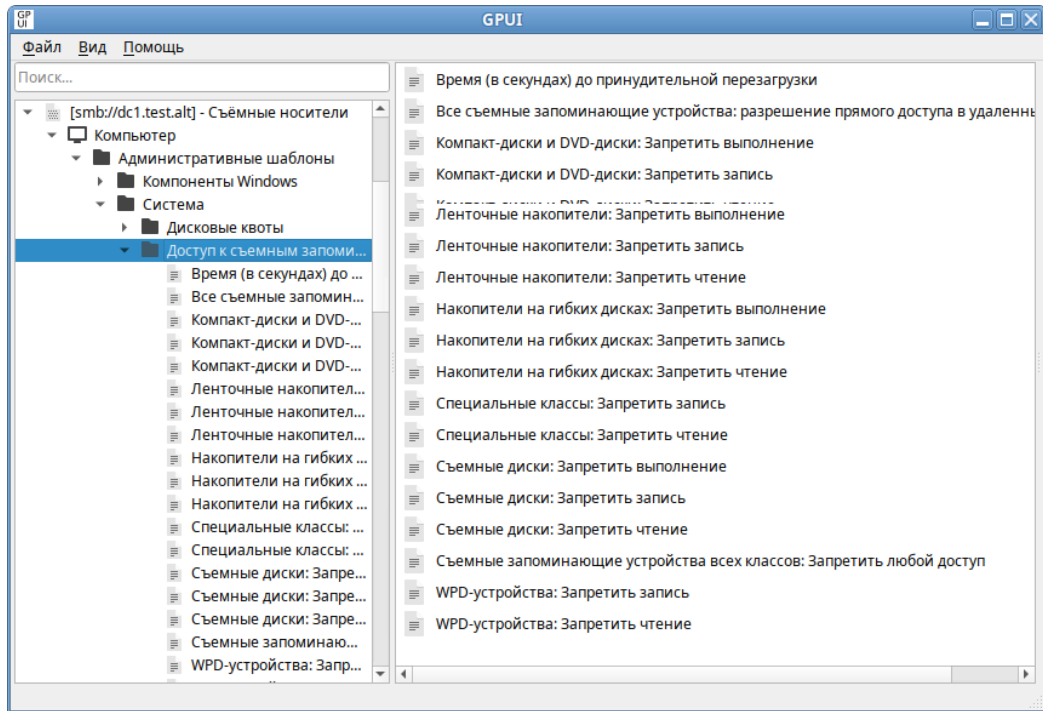 GPUI
GPUI
Файл Вид Помощь
Поиск...
[smb://dc1.test.alt] - Съёмные носители
Компьютер
Административные шаблоны
Компоненты Windows
Система
Дисковые квоты
Доступ к съемным запоми...
Время (в секундах) до ...
Все съемные запомин...
Компакт-диски и DVD-...
Компакт-диски и DVD-...
Компакт-диски и DVD-...
Ленточные накопител...
Ленточные накопител...
Ленточные накопител...
Накопители на гибких ...
Накопители на гибких ...
Накопители на гибких ...
Специальные классы: ...
Специальные классы: ...
Съемные диски: Запре...
Съемные диски: Запре...
Съемные диски: Запре...
Съемные запоминаю...
WPD-устройства: Запр...
Время (в секундах) до принудительной перезагрузки
Все съемные запоминающие устройства: разрешение прямого доступа в удаленны
Компакт-диски и DVD-диски: Запретить выполнение
Компакт-диски и DVD-диски: Запретить запись
Ленточные накопители: Запретить выполнение
Ленточные накопители: Запретить запись
Ленточные накопители: Запретить чтение
Накопители на гибких дисках: Запретить выполнение
Накопители на гибких дисках: Запретить запись
Накопители на гибких дисках: Запретить чтение
Специальные классы: Запретить запись
Специальные классы: Запретить чтение
Съемные диски: Запретить выполнение
Съемные диски: Запретить запись
Съемные диски: Запретить чтение
Съемные запоминающие устройства всех классов: Запретить любой доступ
WPD-устройства: Запретить запись
WPD-устройства: Запретить чтение